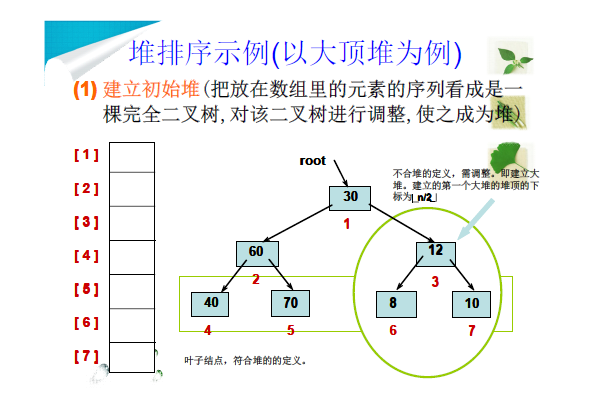 堆排序示例(以大顶堆为例)
(1) 建立初始堆(把放在数组里的元素的序列看成是一
棵完全二叉树,对该二叉树进行调整,使之成为堆)
[ 1 ]
[ 2 ]
[ 3 ]
[ 4 ]
[ 5 ]
[ 6 ]
[ 7 ]
root
不合堆的定义，需调整。即建立大
堆。建立的第一个大堆的堆顶的下
标为⌊n/2⌋
30
1
60
12
2
3
40
70
8
10
4
5
6
7
叶子结点，符合堆的的定义。